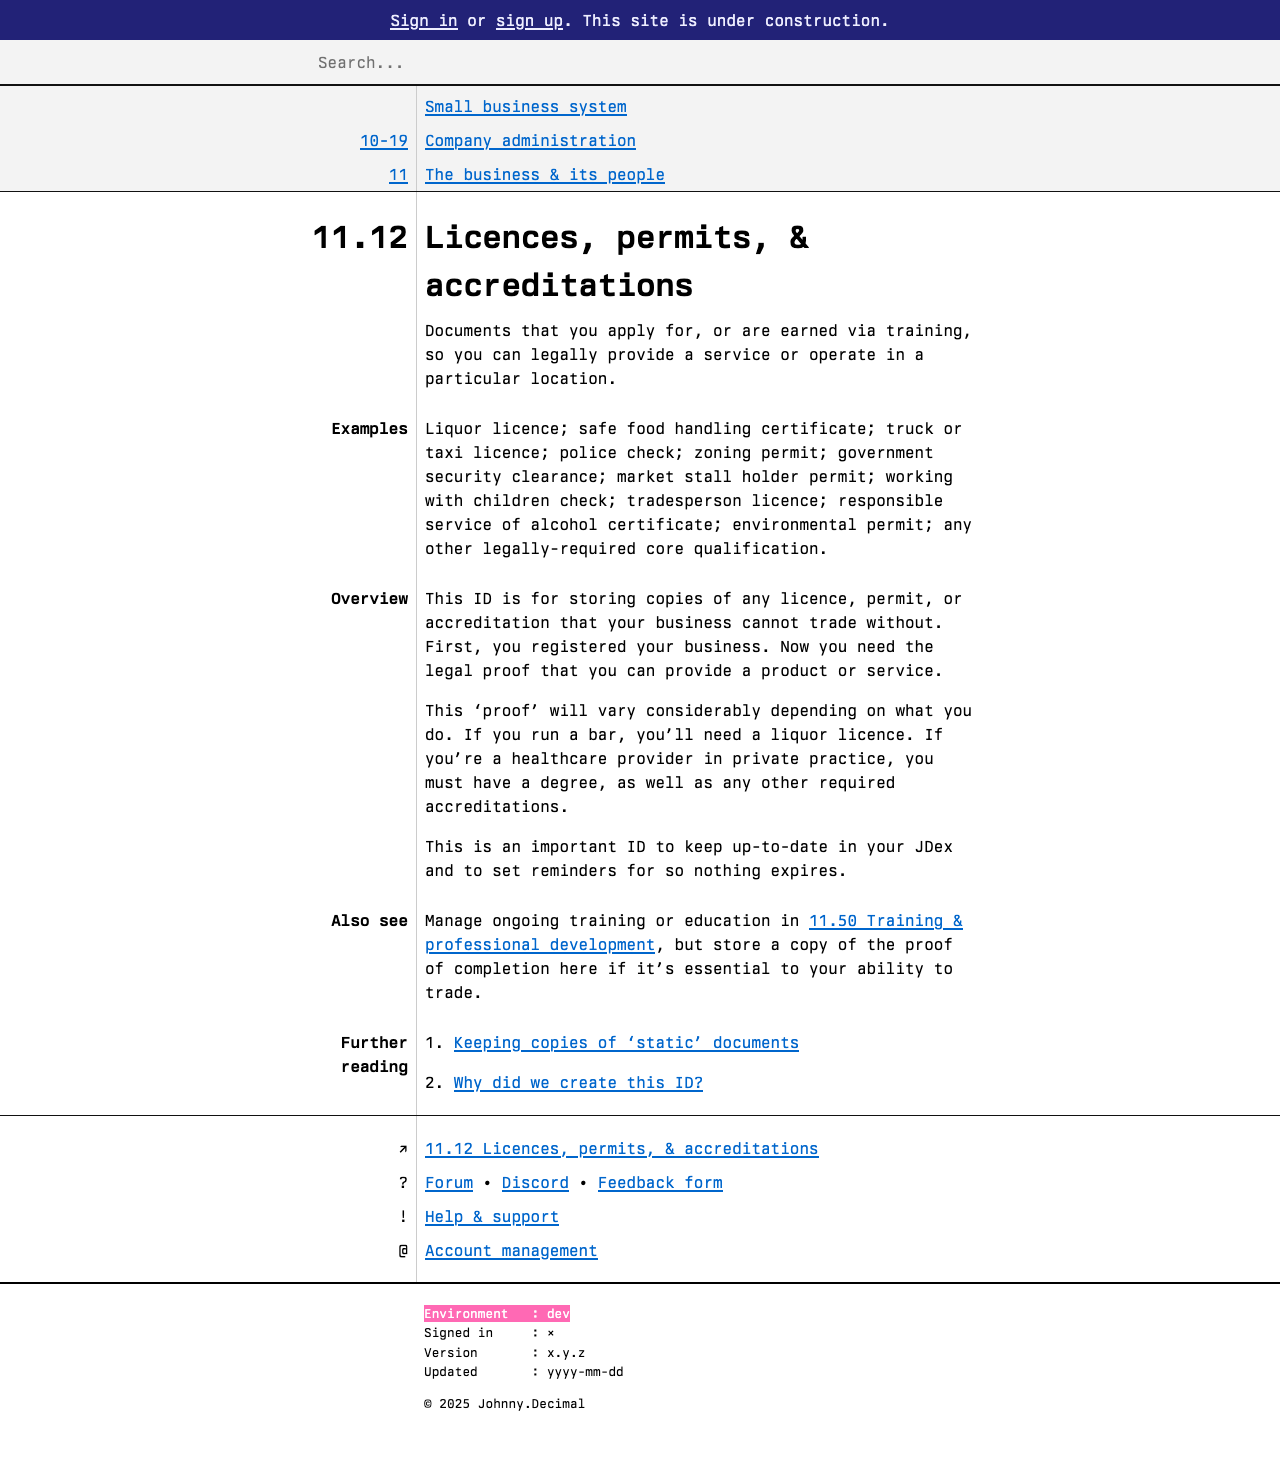 Sign in or sign up. This site is under construction.
Search...
Small business system
10-19 Company administration
11 The business & its people
11.12 Licences, permits, &
accreditations
Documents that you apply for, or are earned via training,
so you can legally provide a service or operate in a
particular location.
Examples Liquor licence; safe food handling certificate; truck or
taxi licence; police check; zoning permit; government
security clearance; market stall holder permit; working
with children check; tradesperson licence; responsible
service of alcohol certificate; environmental permit; any
other legally-required core qualification.
Overview This ID is for storing copies of any licence, permit, or
accreditation that your business cannot trade without.
First, you registered your business. Now you need the
legal proof that you can provide a product or service.
This ‘proof’ will vary considerably depending on what you
do. If you run a bar, you’ll need a liquor licence. If
you’re a healthcare provider in private practice, you
must have a degree, as well as any other required
accreditations.
This is an important ID to keep up-to-date in your JDex
and to set reminders for so nothing expires.
Also see Manage ongoing training or education in 11.50 Training &
professional development, but store a copy of the proof
of completion here if it’s essential to your ability to
trade.
Further reading
1. Keeping copies of ‘static’ documents
2. Why did we create this ID?
↗ 11.12 Licences, permits, & accreditations
? Forum • Discord • Feedback form
! Help & support
@ Account management
Environment : dev
Signed in : ×
Version : x.y.z
Updated : yyyy-mm-dd
© 2025 Johnny.Decimal